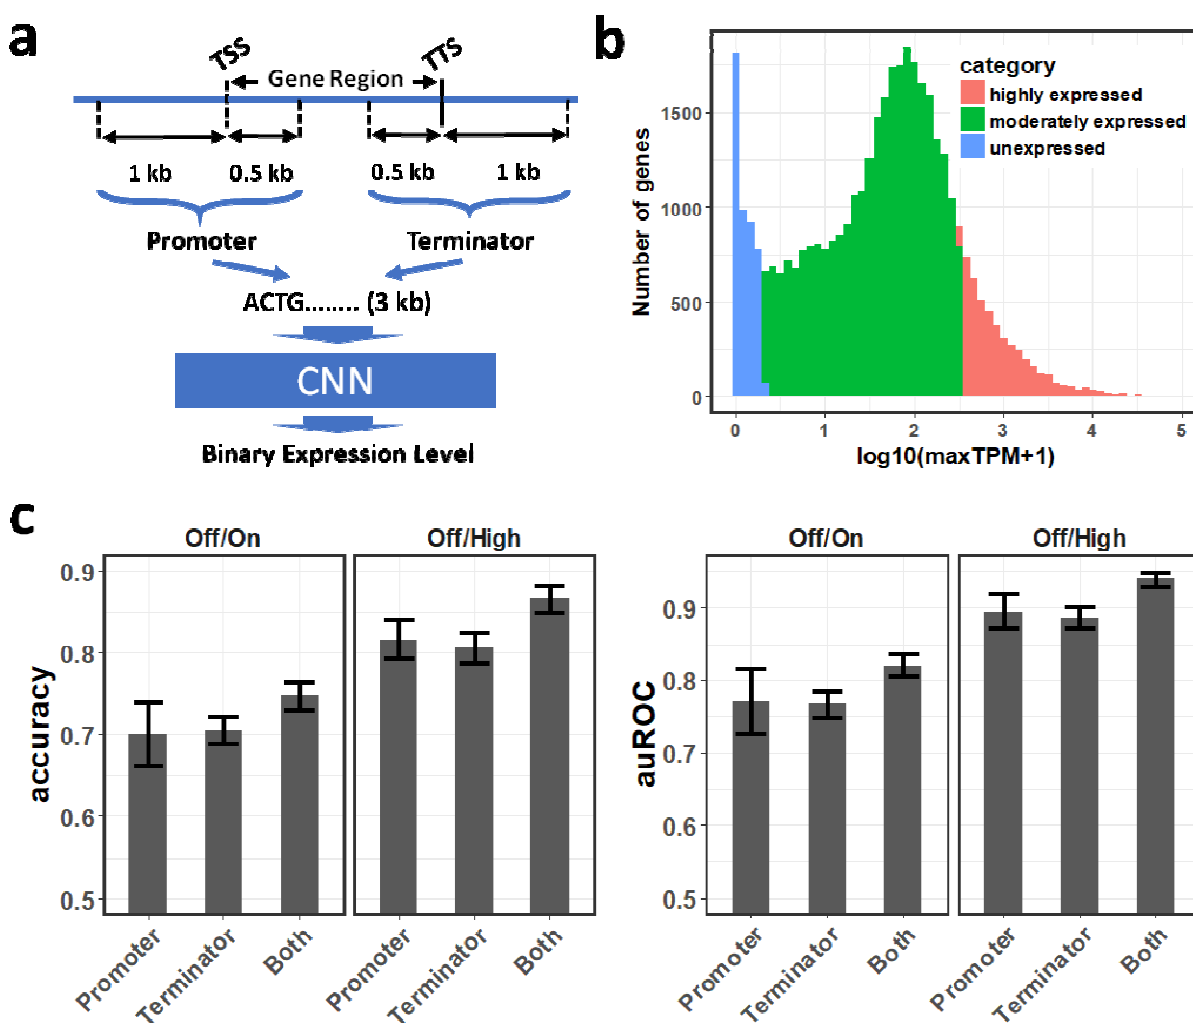 a
TSS
TTS
Gene Region
1 kb
0.5 kb
0.5 kb
1 kb
Promoter
Terminator
ACTG........ (3 kb)
CNN
Binary Expression Level
b
category
highly expressed
moderately expressed
unexpressed
Number of genes
1500
1000
500
0
0
1
2
3
4
5
log10(maxTPM+1)
c
Off/On
Off/High
accuracy
0.9
0.8
0.7
0.6
0.5
Promoter
Terminator
Both
Promoter
Terminator
Both
Off/On
Off/High
auROC
0.9
0.8
0.7
0.6
0.5
Promoter
Terminator
Both
Promoter
Terminator
Both